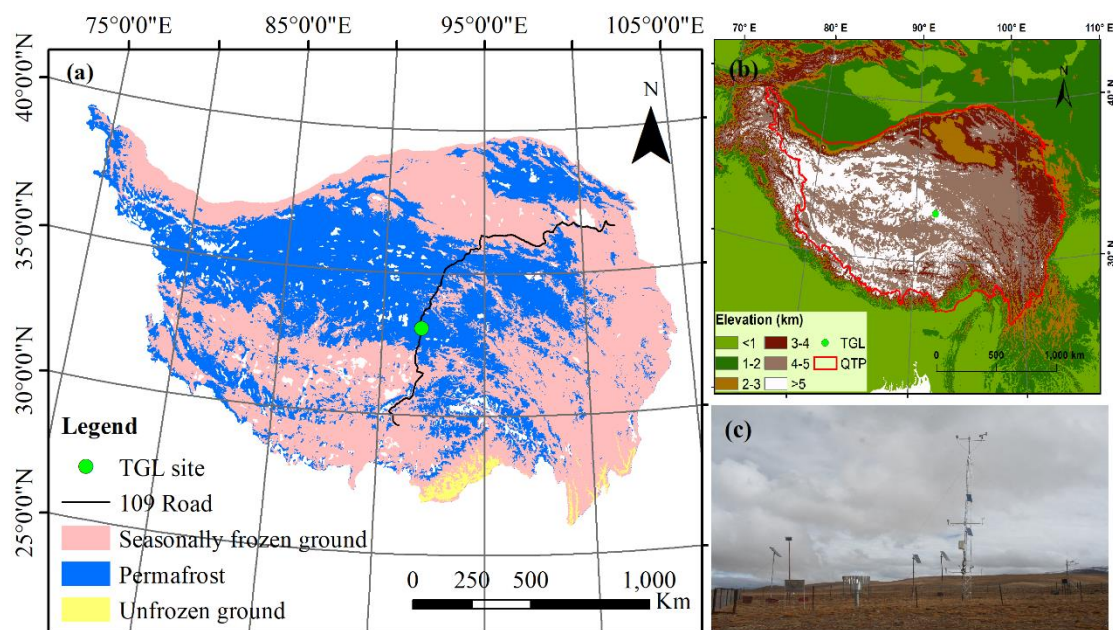 75°0'0"E 85°0'0"E 95°0'0"E 105°0'0"E
(a)
N
40°0'0"N
35°0'0"N
30°0'0"N
25°0'0"N
Legend
TGL site
109 Road
Seasonally frozen ground
Permafrost
Unfrozen ground
0 250 500 1,000
Km
70° E 80° E 90° E 100° E 110° E
(b)
N
40° N
30° N
Elevation (km)
<1 3-4 TGL
1-2 4-5 QTP
2-3 >5
0 500 1,000 km
(c)